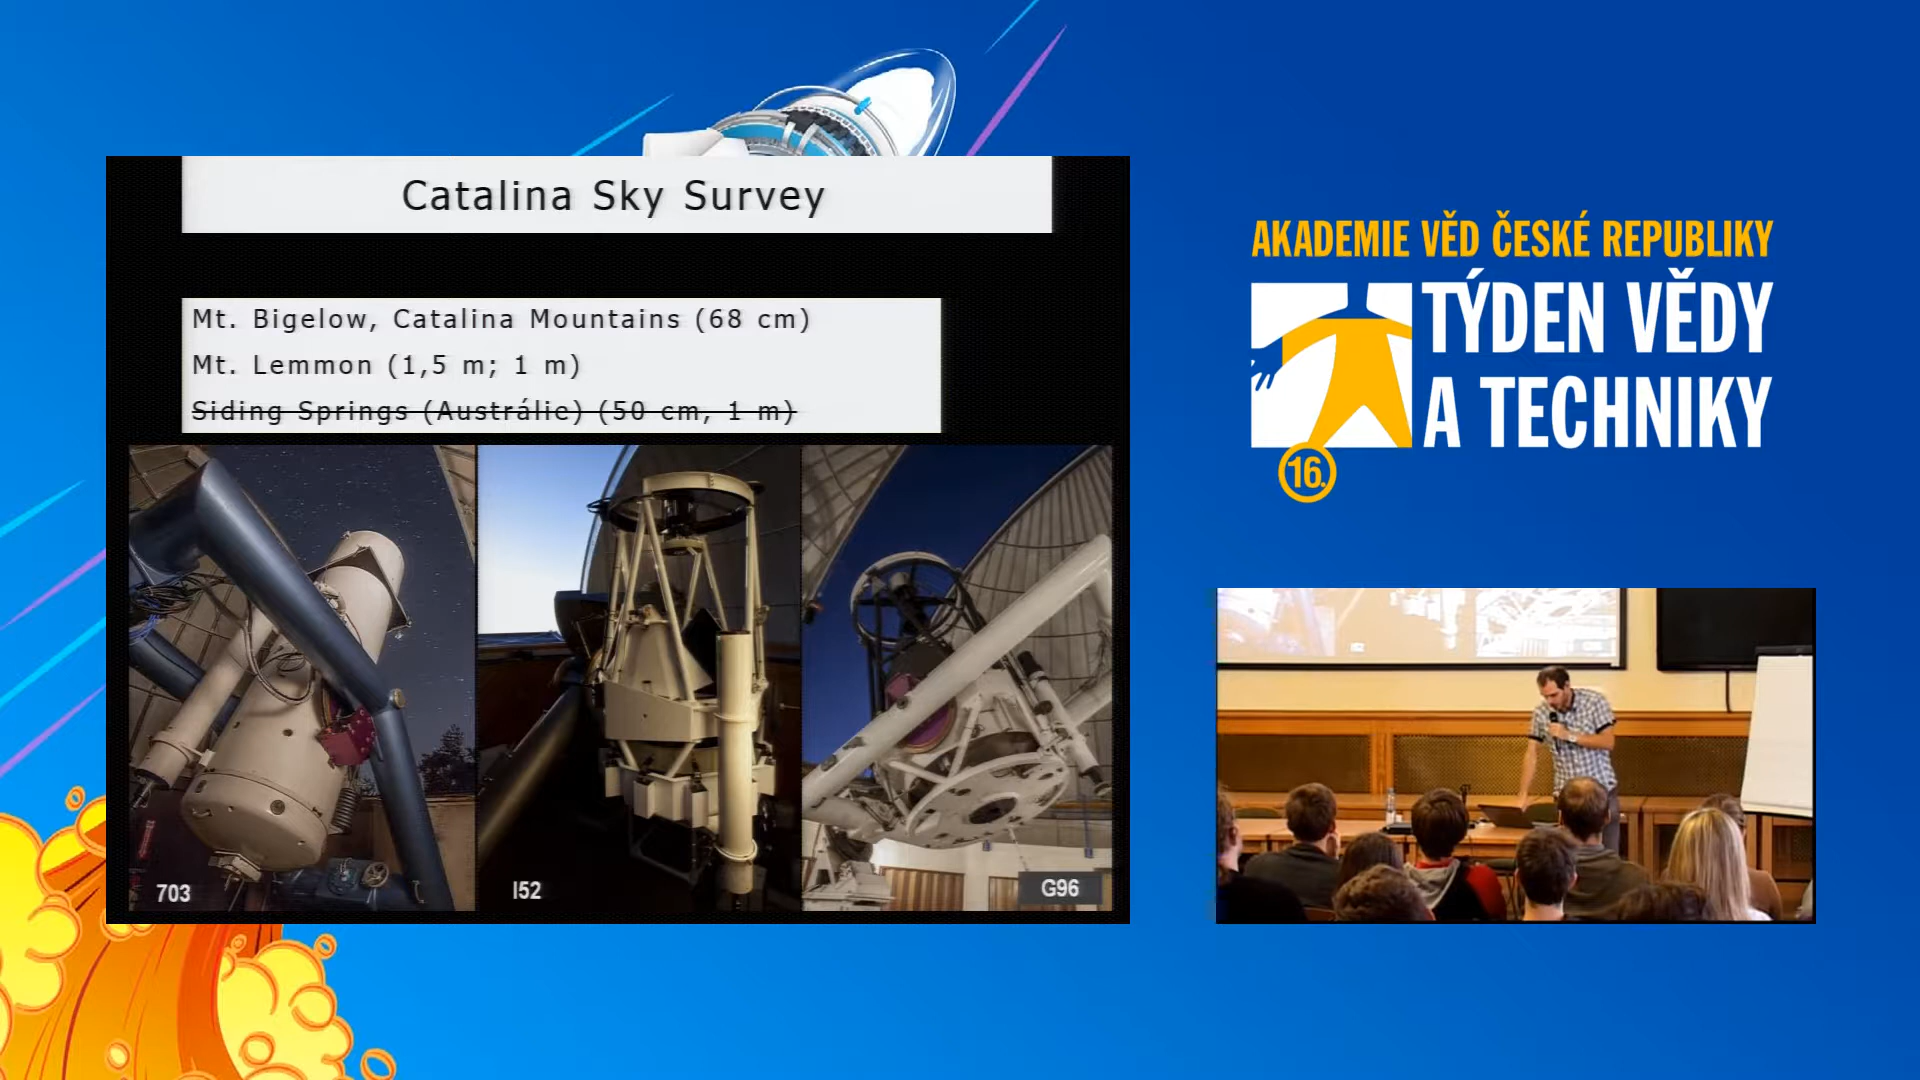 Catalina Sky Survey
Mt. Bigelow, Catalina Mountains (68 cm)
Mt. Lemmon (1,5 m; 1 m)
Siding Springs (Austrálie) (50 cm, 1 m)
703
I52
G96
AKADEMIE VĚD ČESKÉ REPUBLIKY
TÝDEN VĚDY
A TECHNIKY
16.